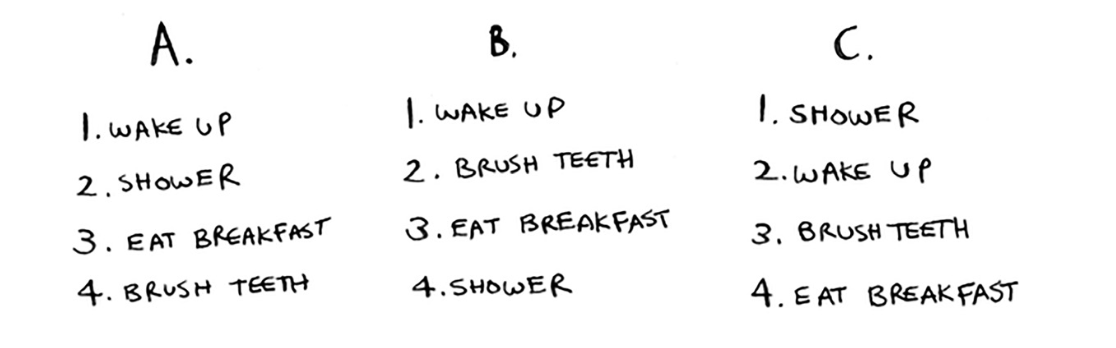 A.
1. WAKE UP
2. SHOWER
3. EAT BREAKFAST
4. BRUSH TEETH
B.
1. WAKE UP
2. BRUSH TEETH
3. EAT BREAKFAST
4. SHOWER
C.
1. SHOWER
2. WAKE UP
3. BRUSH TEETH
4. EAT BREAKFAST